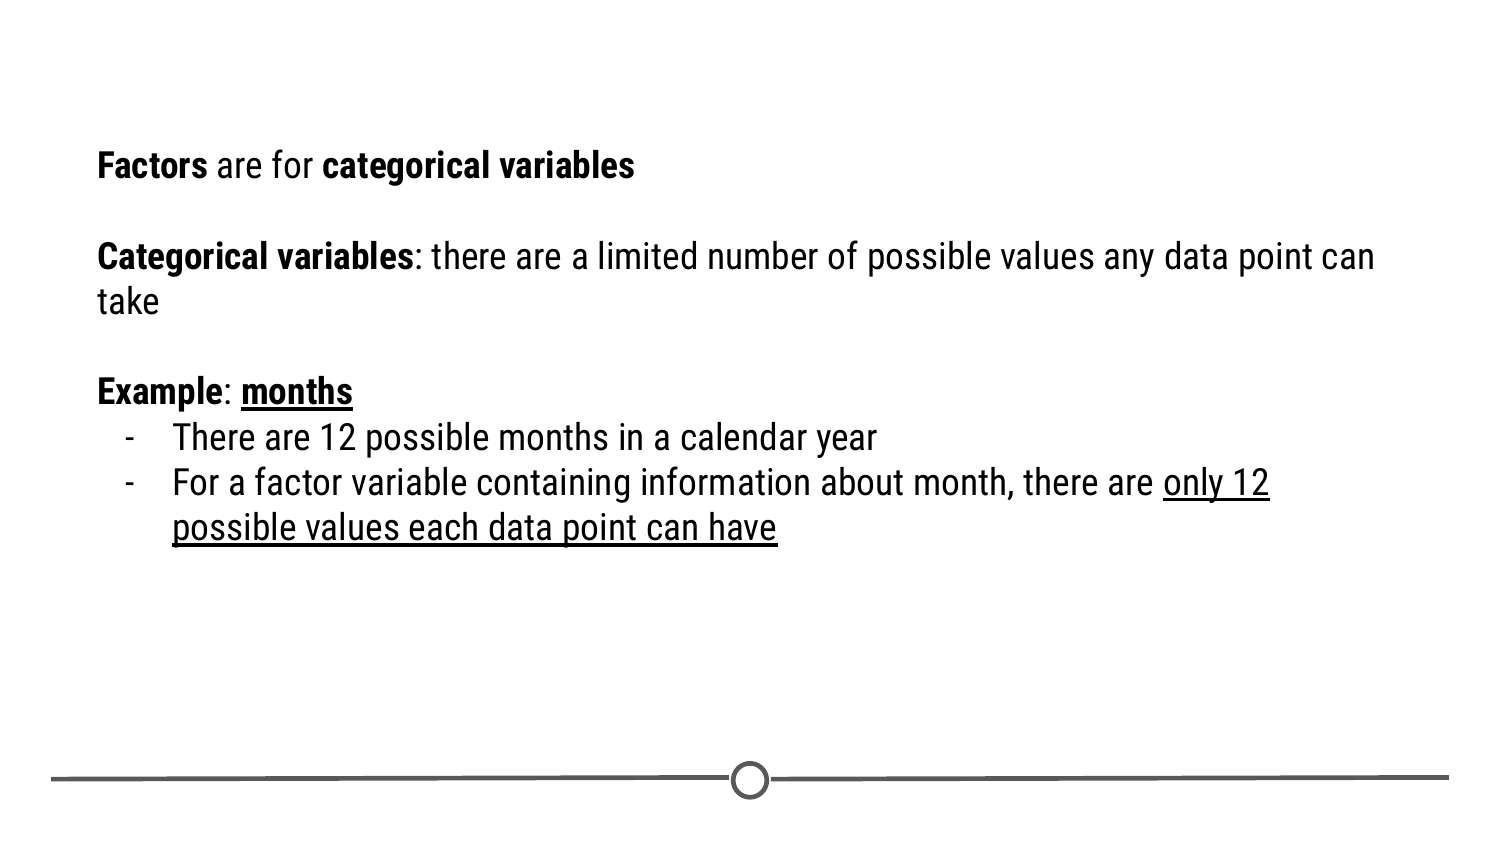 Factors are for categorical variables
Categorical variables: there are a limited number of possible values any data point can
take
Example: months
- There are 12 possible months in a calendar year
- For a factor variable containing information about month, there are only 12
possible values each data point can have